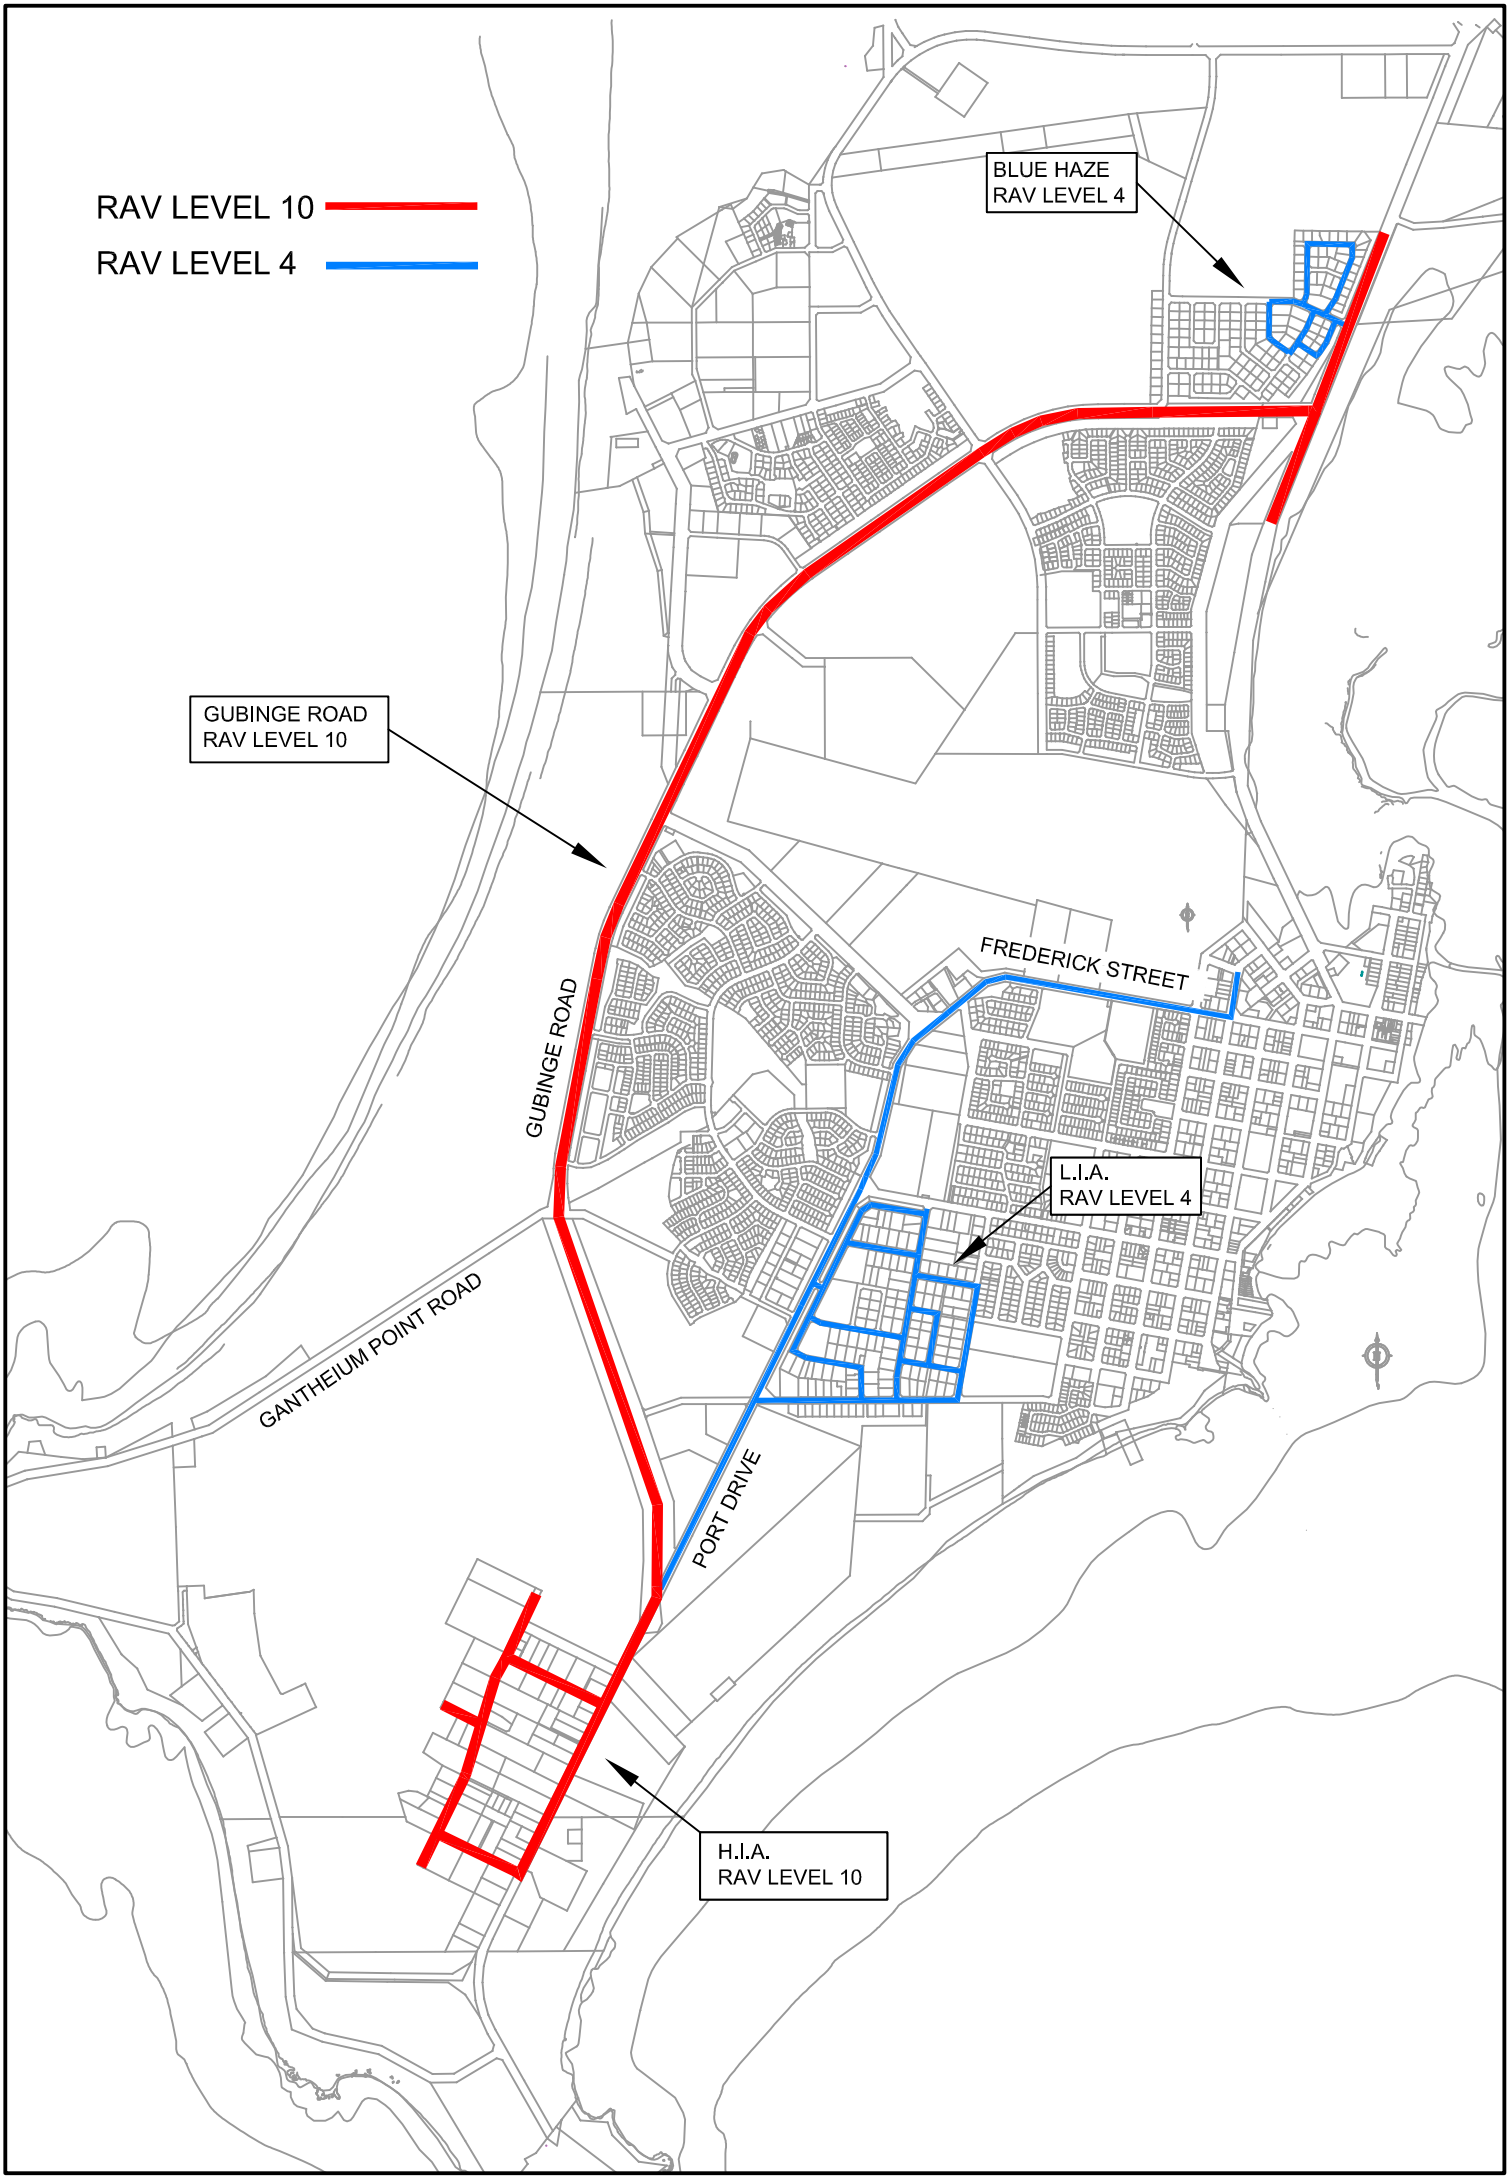 BLUE HAZE
RAV LEVEL 4
RAV LEVEL 10
RAV LEVEL 4
GUBINGE ROAD
RAV LEVEL 10
FREDERICK STREET
GUBINGE ROAD
L.I.A.
RAV LEVEL 4
GANTHEIUM POINT ROAD
PORT DRIVE
H.I.A.
RAV LEVEL 10